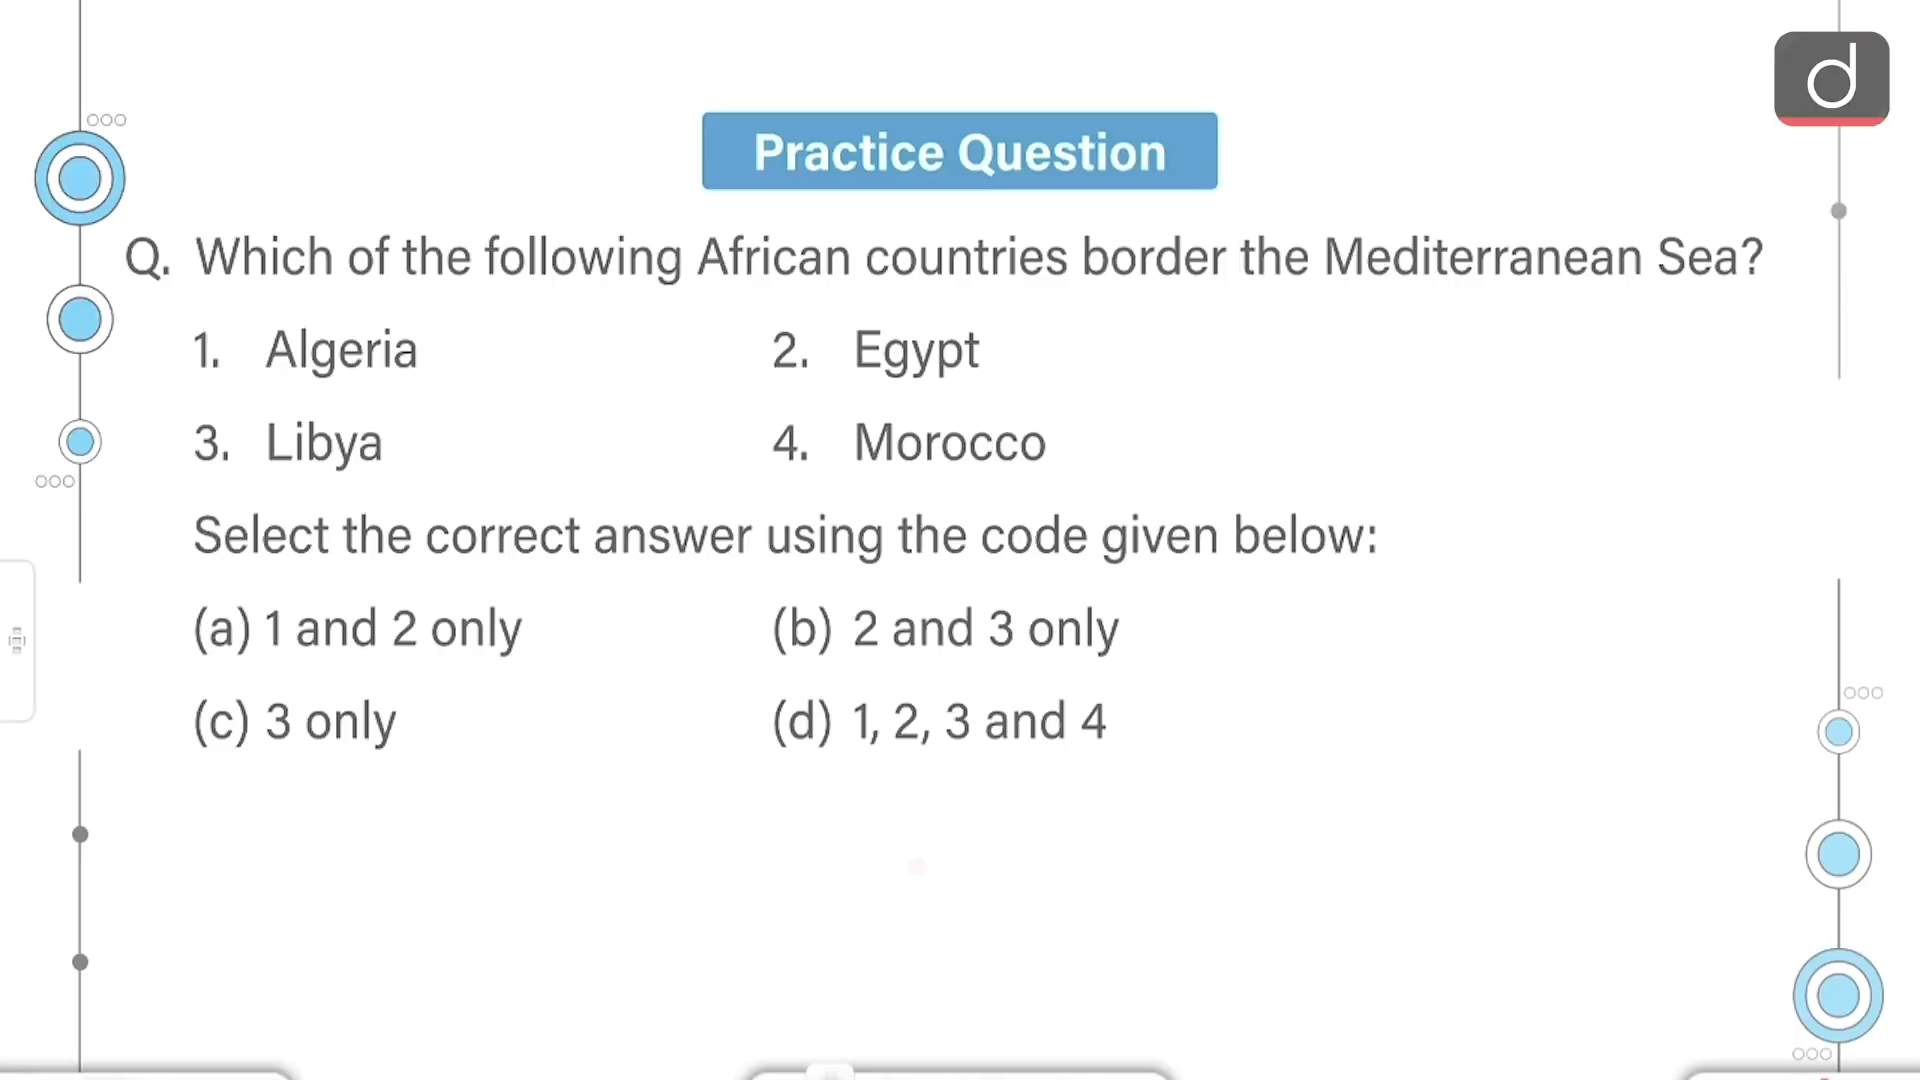 d
Practice Question
Q. Which of the following African countries border the Mediterranean Sea?
1. Algeria 2. Egypt
3. Libya 4. Morocco
Select the correct answer using the code given below:
(a) 1 and 2 only (b) 2 and 3 only
(c) 3 only (d) 1, 2, 3 and 4